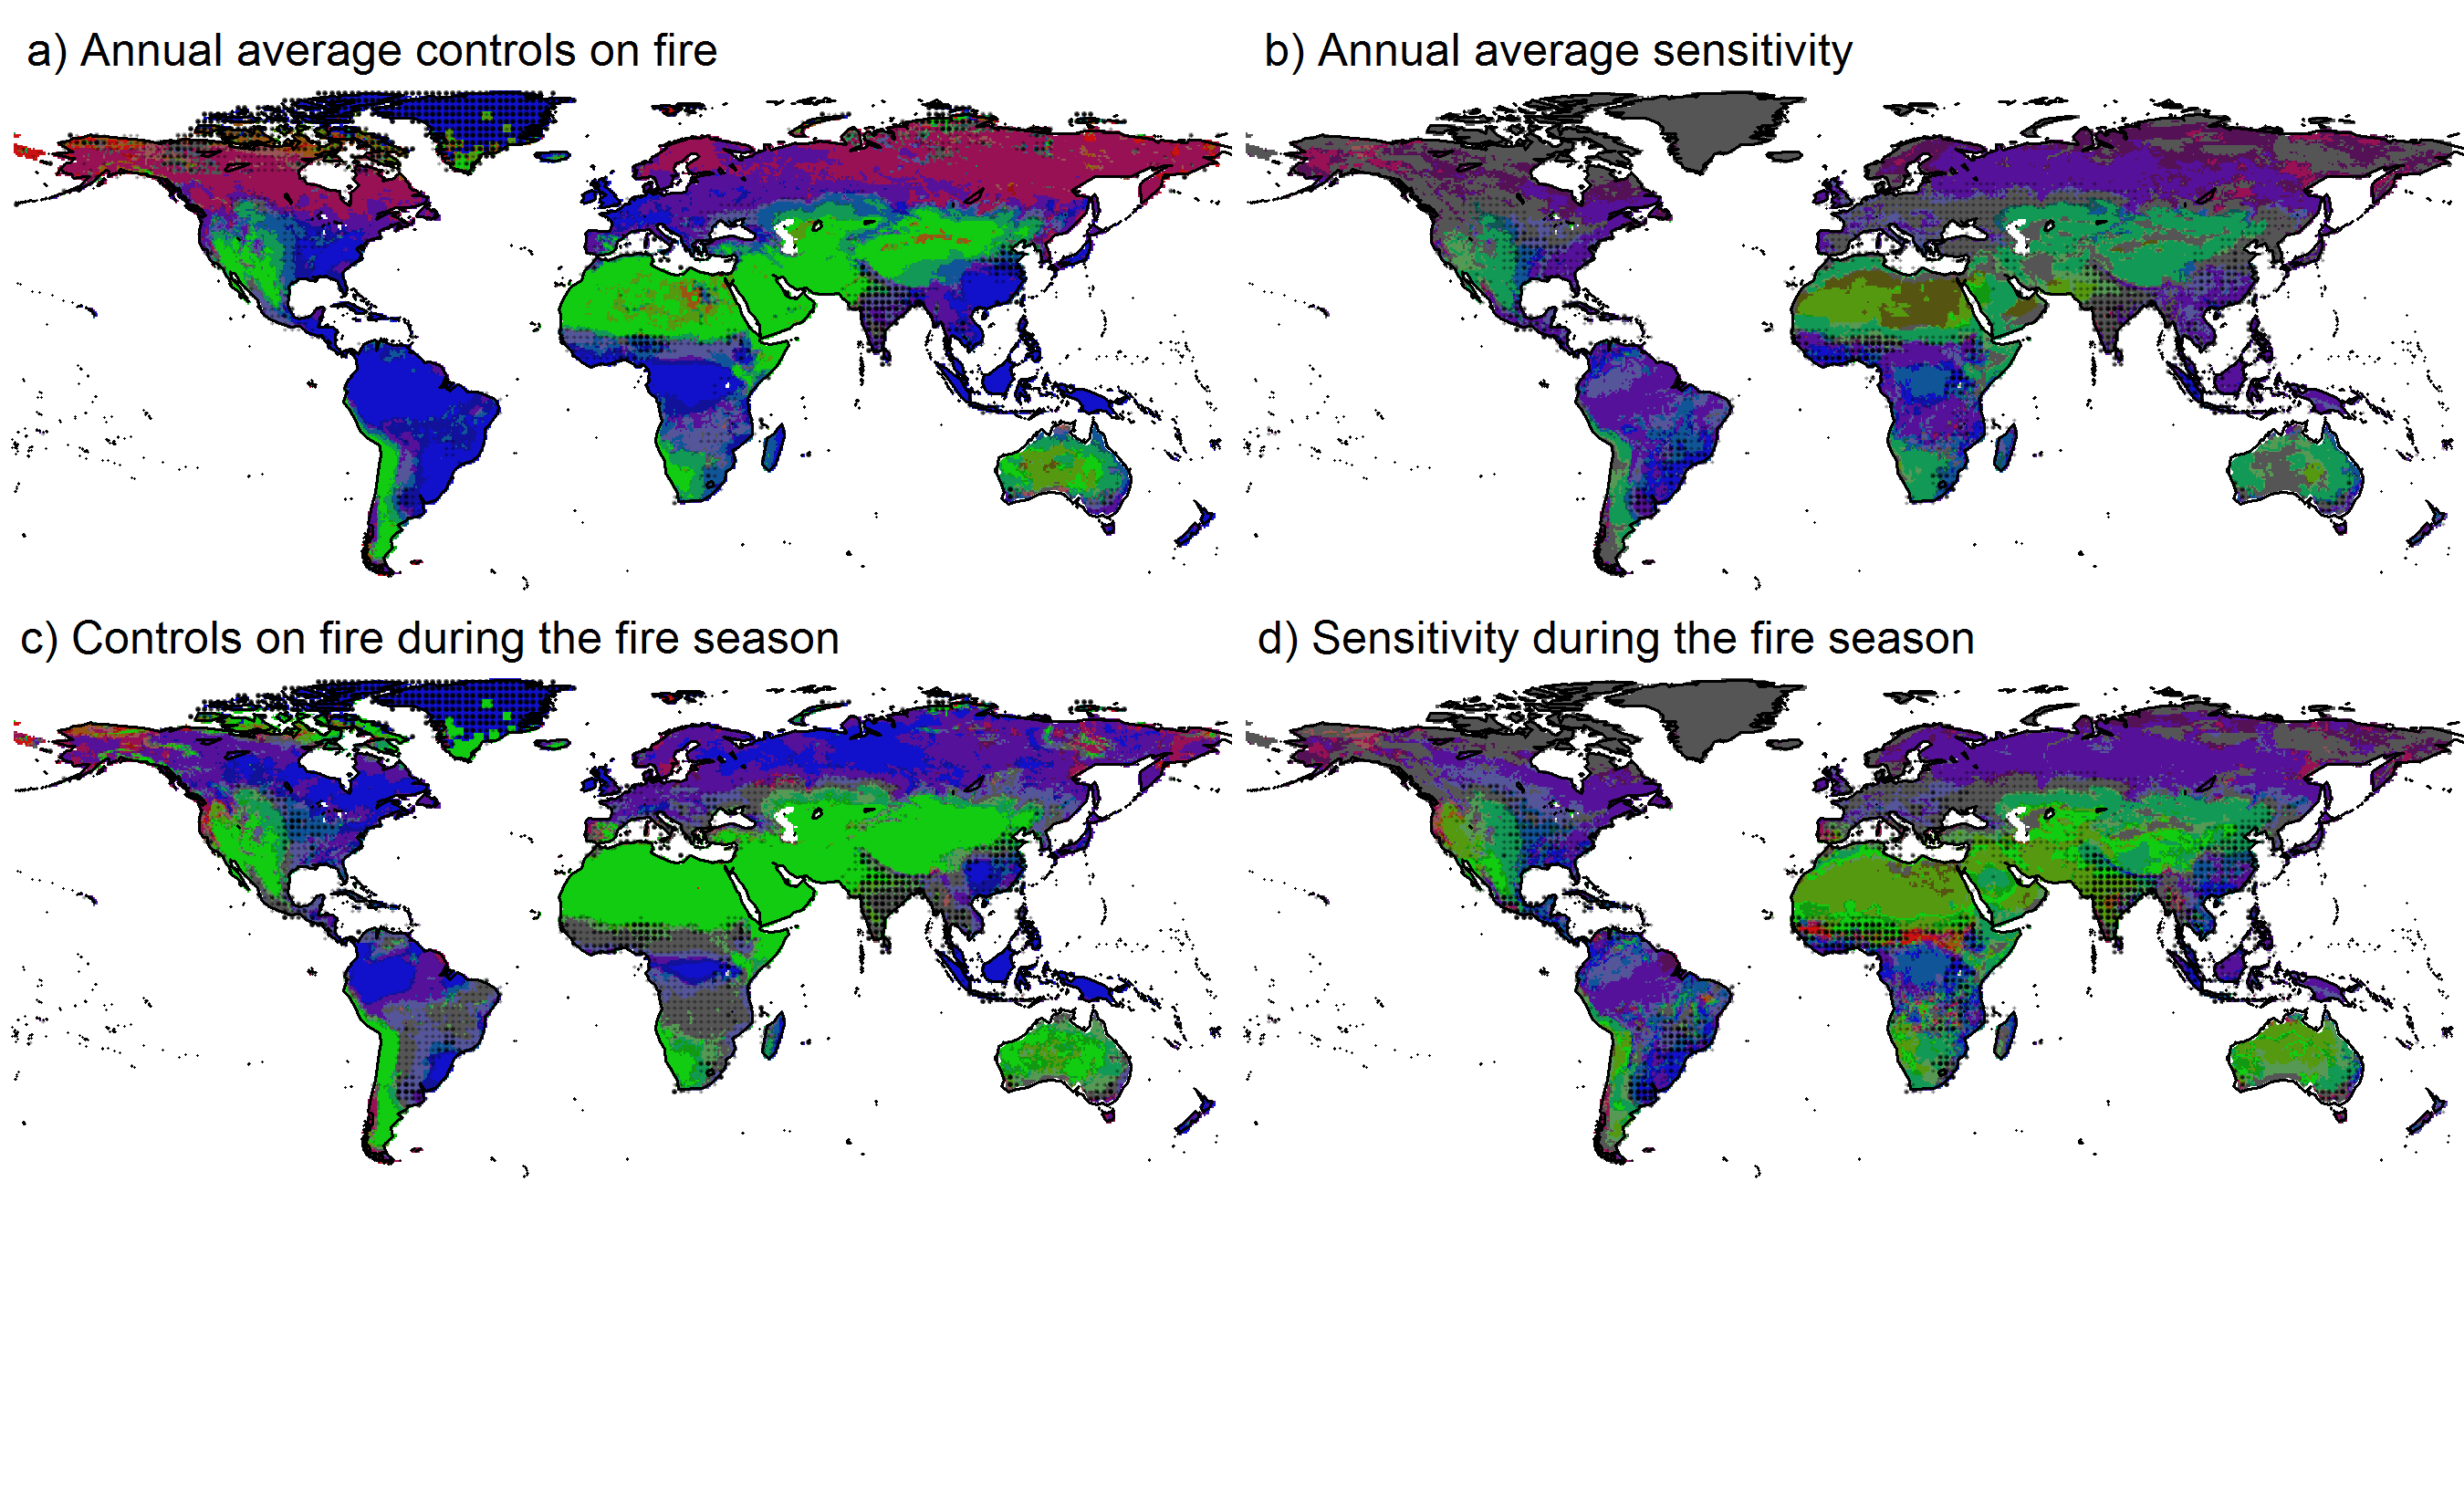 a) Annual average controls on fire
b) Annual average sensitivity
c) Controls on fire during the fire season
d) Sensitivity during the fire season